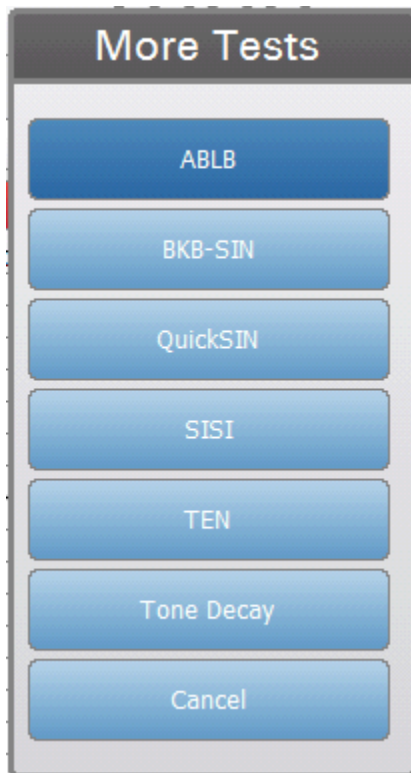 More Tests
ABLB
BKB-SIN
QuickSIN
SISI
TEN
Tone Decay
Cancel